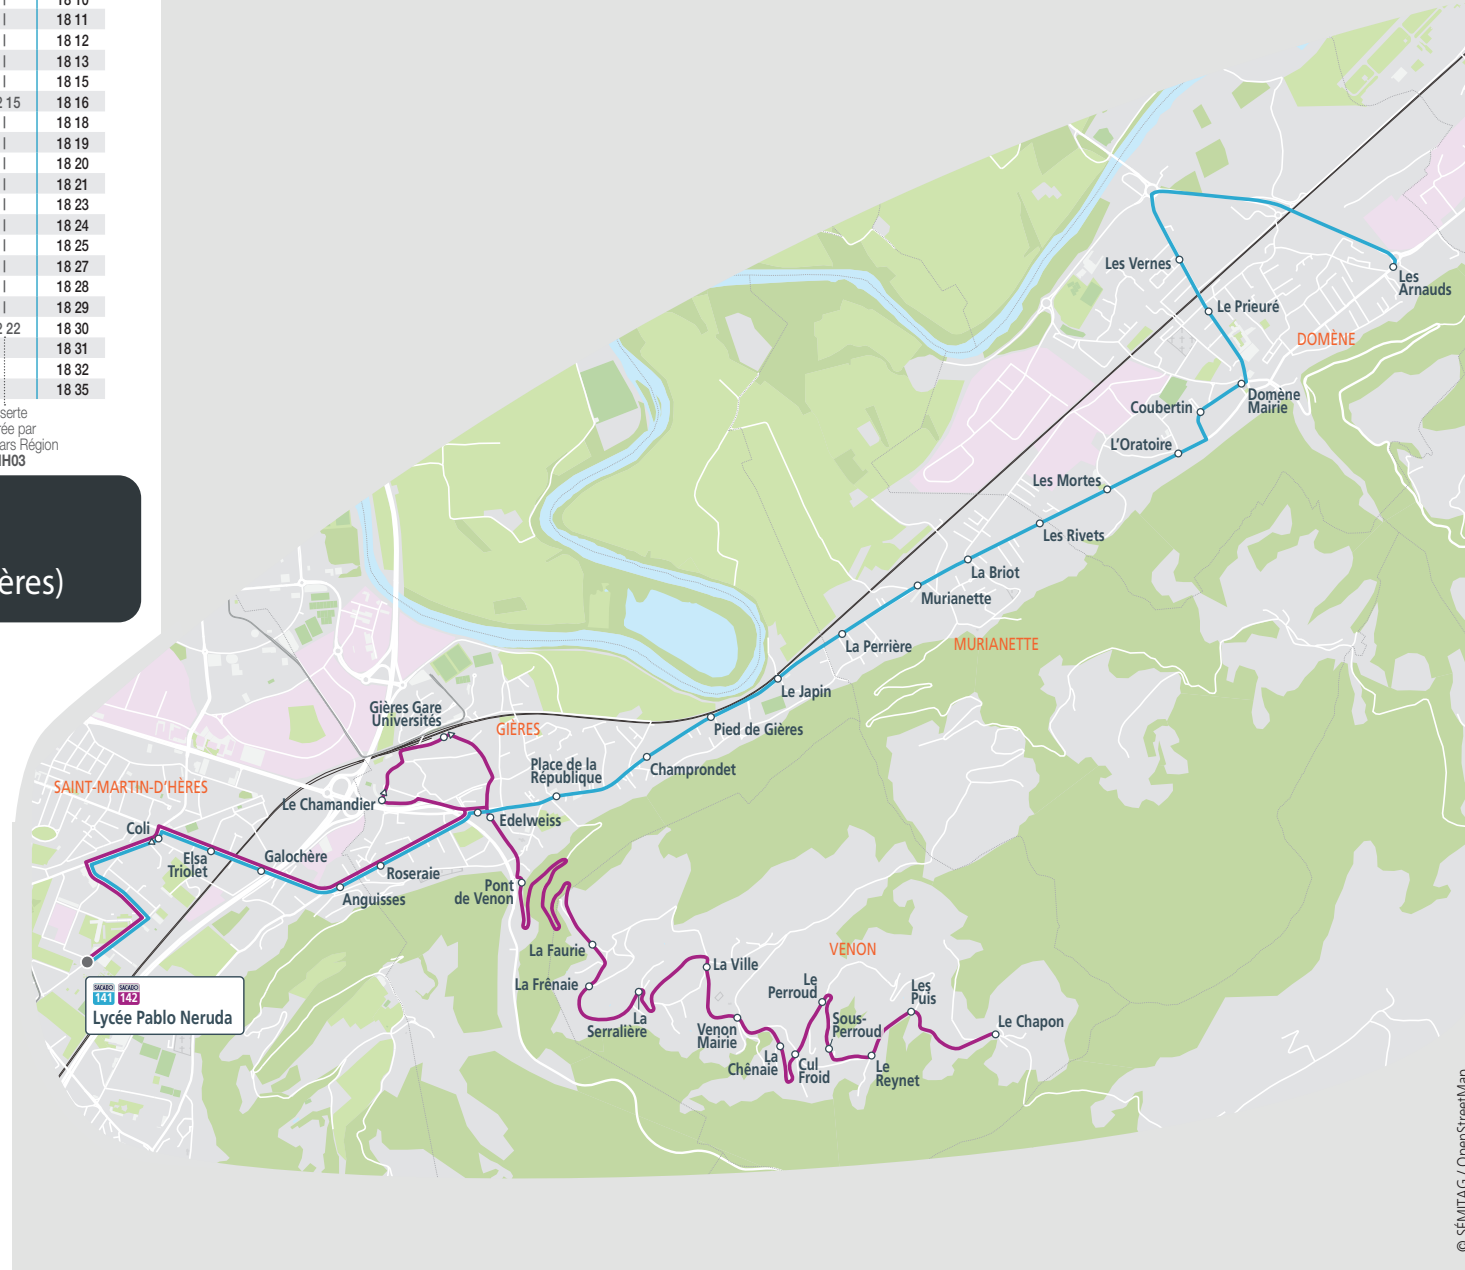 18 10
18 11
18 12
18 13
18 15
2 15 18 16
18 18
18 19
18 20
18 21
18 23
18 24
18 25
18 27
18 28
18 29
2 22 18 30
18 31
18 32
18 35
serte
rée par
ars Région
H03
ères)
Les Vernes
Les
Arnauds
Le Prieuré
DOMÈNE
Domène
Mairie
Coubertin
L'Oratoire
Les Mortes
Les Rivets
La Briot
Murianette
La Perrière
MURIANETTE
Le Japin
Pied de Gières
Gières Gare
Universités
GIÈRES
Place de la
République
Champrondet
SAINT-MARTIN-D'HÈRES
Le Chamandier
Edelweiss
Coli
Elsa
Triolet
Galochère
Roseraie
Anguisses
Pont
de Venon
La Faurie
La Frênaie
La
Serralière
La Ville
VENON
Venon
Mairie
Le
Perroud
Sous-
Perroud
La
Chênaie
Cul
Froid
Le
Reynet
Les
Puis
Le Chapon
SACADO SACADO
141 142
Lycée Pablo Neruda
© SÉMITAG / OpenStreetMap